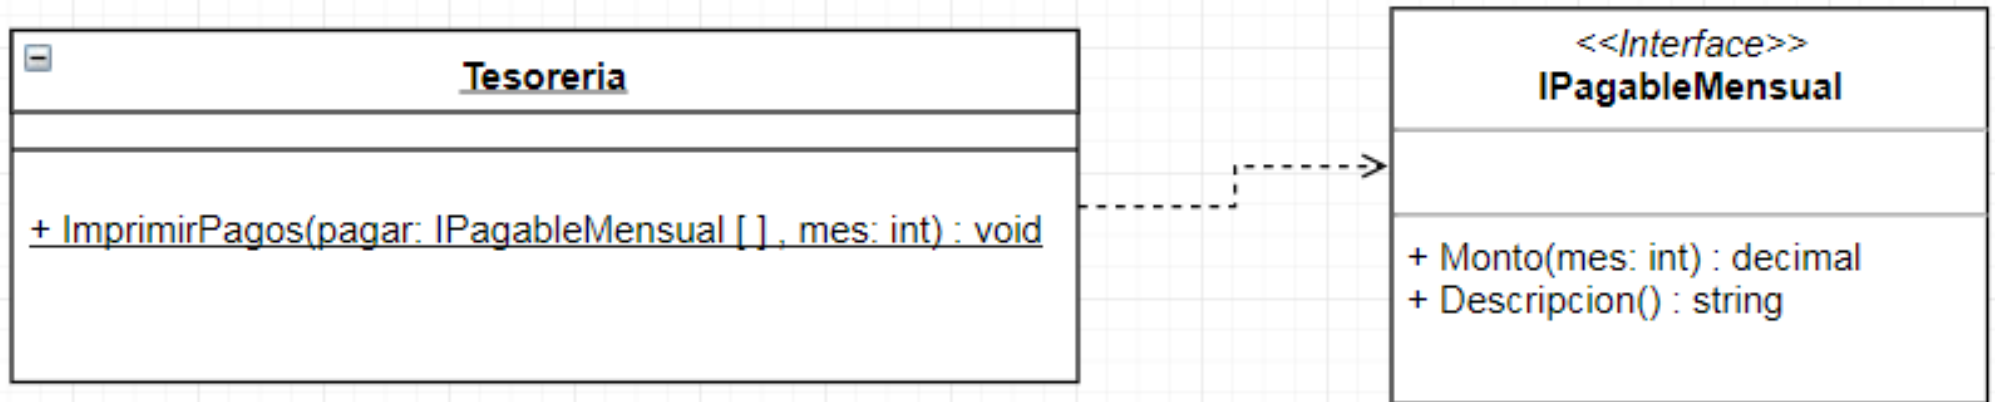 Tesoreria
+ ImprimirPagos(pagar: IPagableMensual [ ] , mes: int) : void
<<Interface>>
IPagableMensual
+ Monto(mes: int) : decimal
+ Descripcion() : string